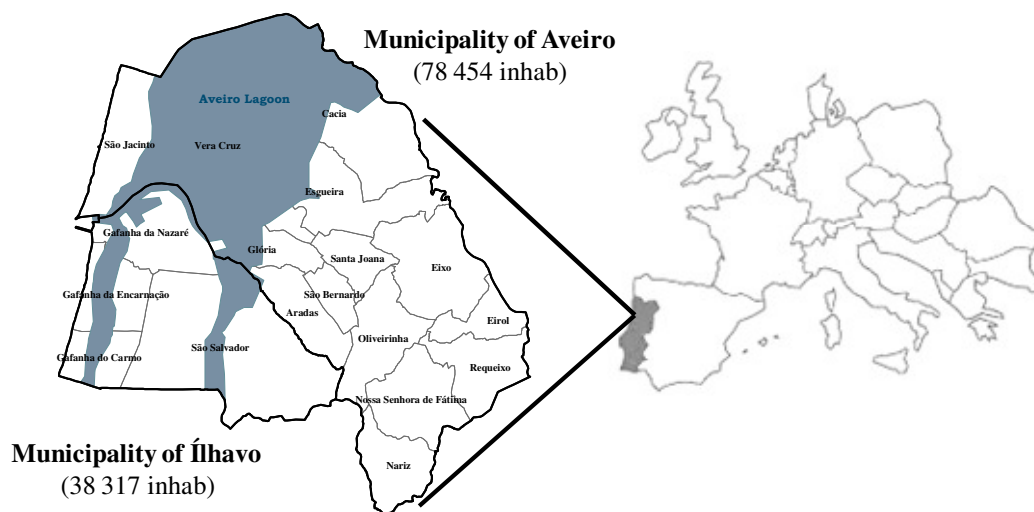 Municipality of Aveiro
(78 454 inhab)
Aveiro Lagoon
Cacia
São Jacinto
Vera Cruz
Esgueira
Gafanha da Nazaré
Glória
Santa Joana
Eixo
Gafanha da Encarnação
São Bernardo
Aradas
Eirol
Oliveirinha
São Salvador
Gafanha do Carmo
Requeixo
Nossa Senhora de Fátima
Municipality of Ílhavo
(38 317 inhab)
Nariz